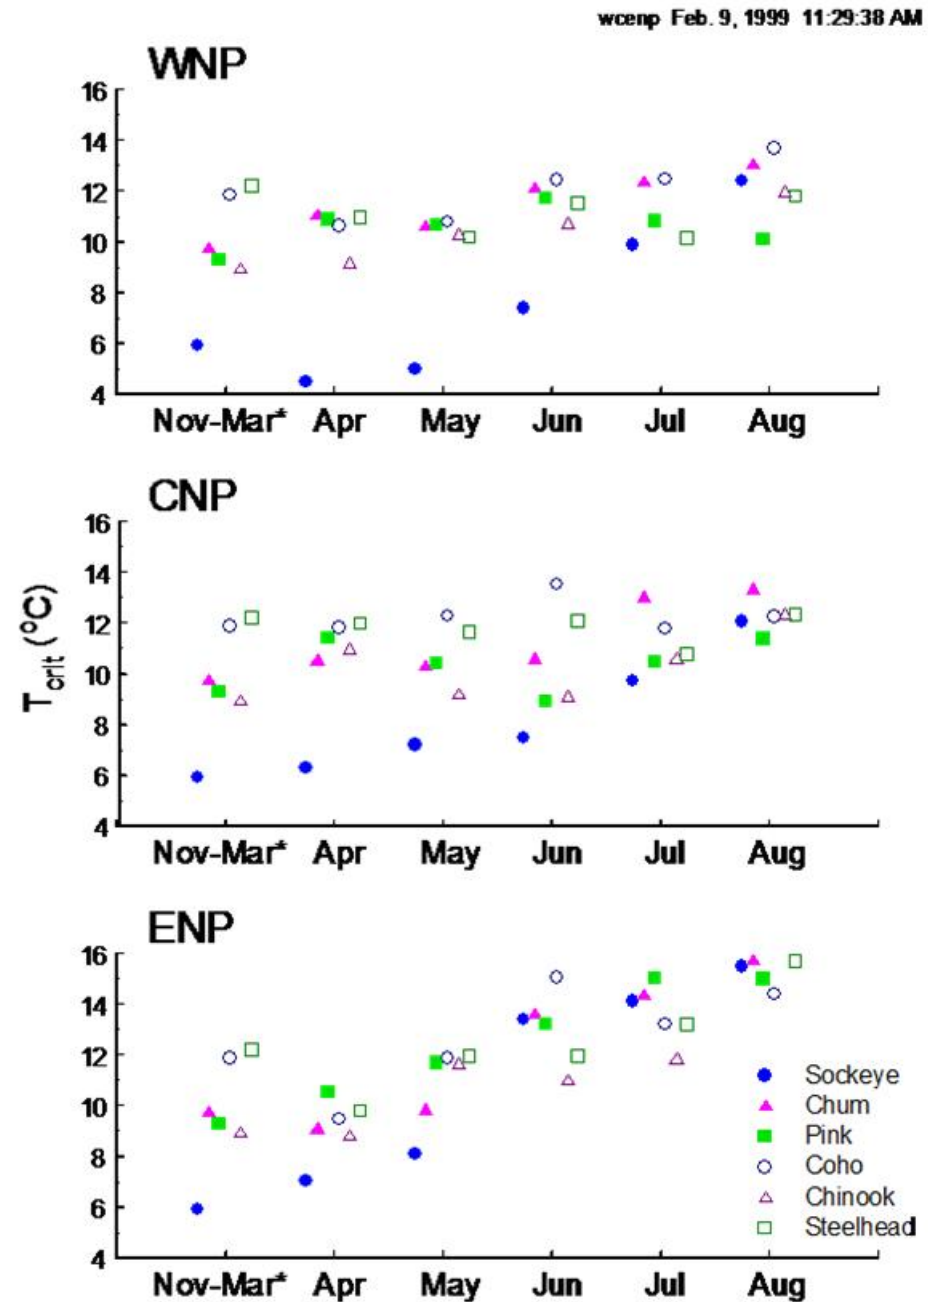 wcenp Feb. 9, 1999 11:29:38 AM
WNP
16
14
12
10
8
6
4
Nov-Mar* Apr May Jun Jul Aug
CNP
16
14
12
10
8
6
4
T crit (°C)
Nov-Mar* Apr May Jun Jul Aug
ENP
16
14
12
10
8
6
4
Sockeye
Chum
Pink
Coho
Chinook
Steelhead
Nov-Mar* Apr May Jun Jul Aug